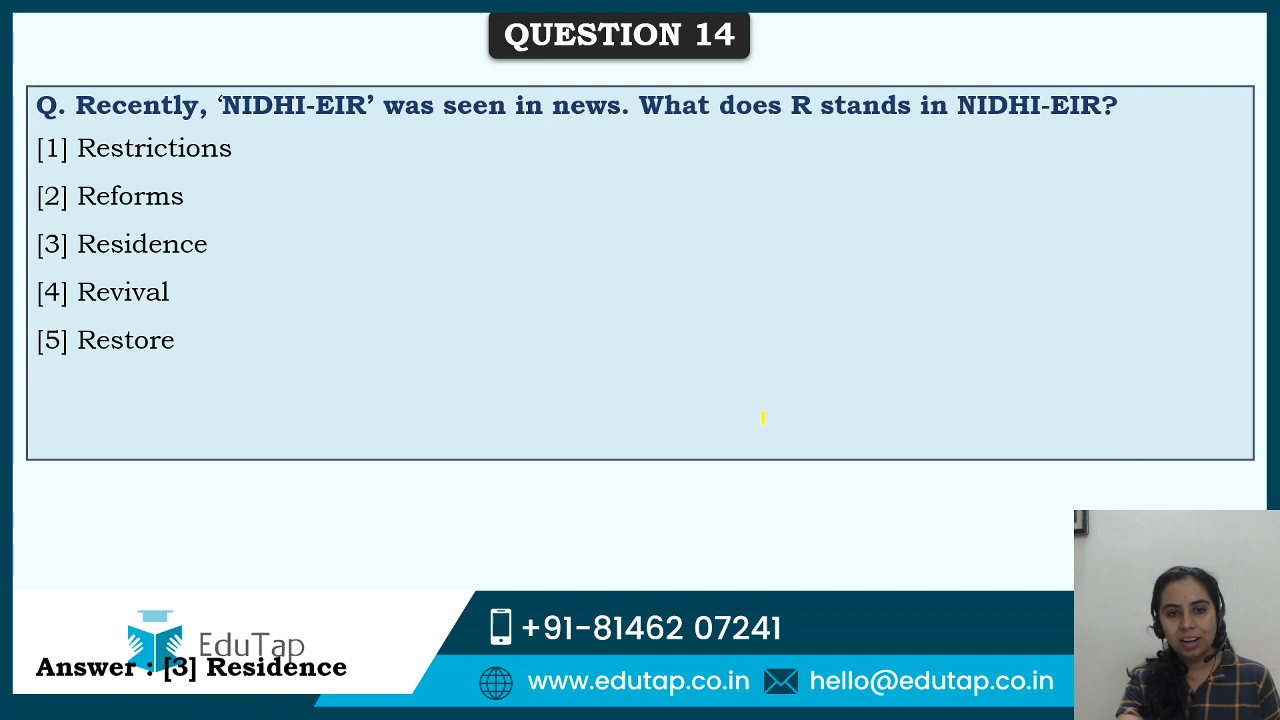 QUESTION 14
Q. Recently, ‘NIDHI-EIR’ was seen in news. What does R stands in NIDHI-EIR?
[1] Restrictions
[2] Reforms
[3] Residence
[4] Revival
[5] Restore
EduTap
Answer : [3] Residence
+91-81462 07241
www.edutap.co.in
hello@edutap.co.in